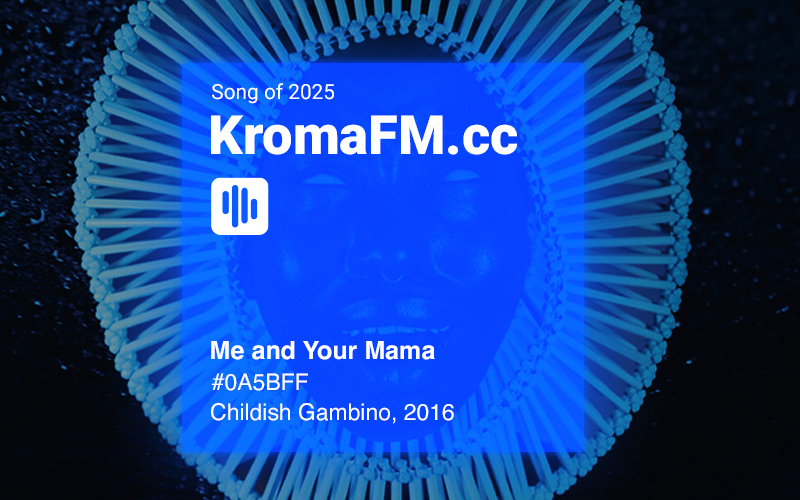 Song of 2025
KromaFM.cc
Me and Your Mama
#0A5BFF
Childish Gambino, 2016